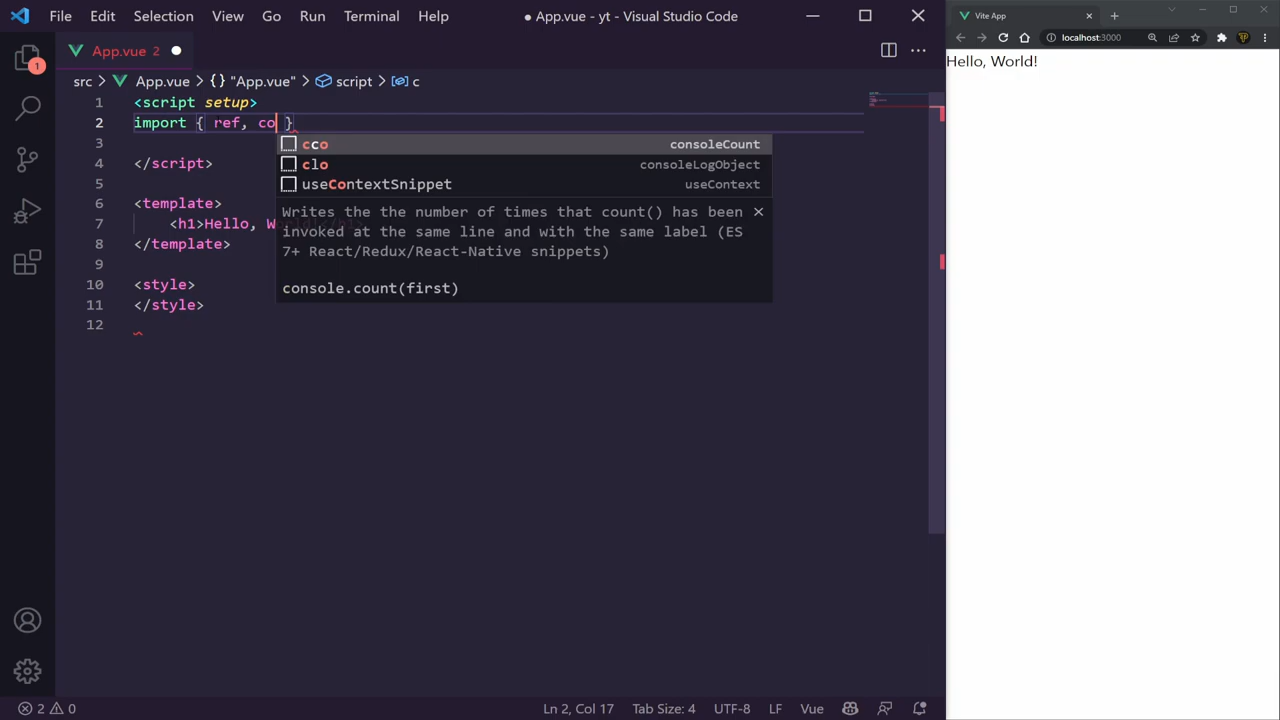 File Edit Selection View Go Run Terminal Help ● App.vue - yt - Visual Studio Code
Vite App
localhost:3000
App.vue 2
1
src > App.vue > {} "App.vue" > script > c
1 <script setup>
2 import { ref, co }
3
4 </script>
5
6 <template>
7 <h1>Hello, W
8 </template>
9
10 <style>
11 </style>
12
cco consoleCount
clo consoleLogObject
useContextSnippet useContext
Writes the the number of times that count() has been
invoked at the same line and with the same label (ES
7+ React/Redux/React-Native snippets)
console.count(first)
2 0 Ln 2, Col 17 Tab Size: 4 UTF-8 LF Vue
Hello, World!